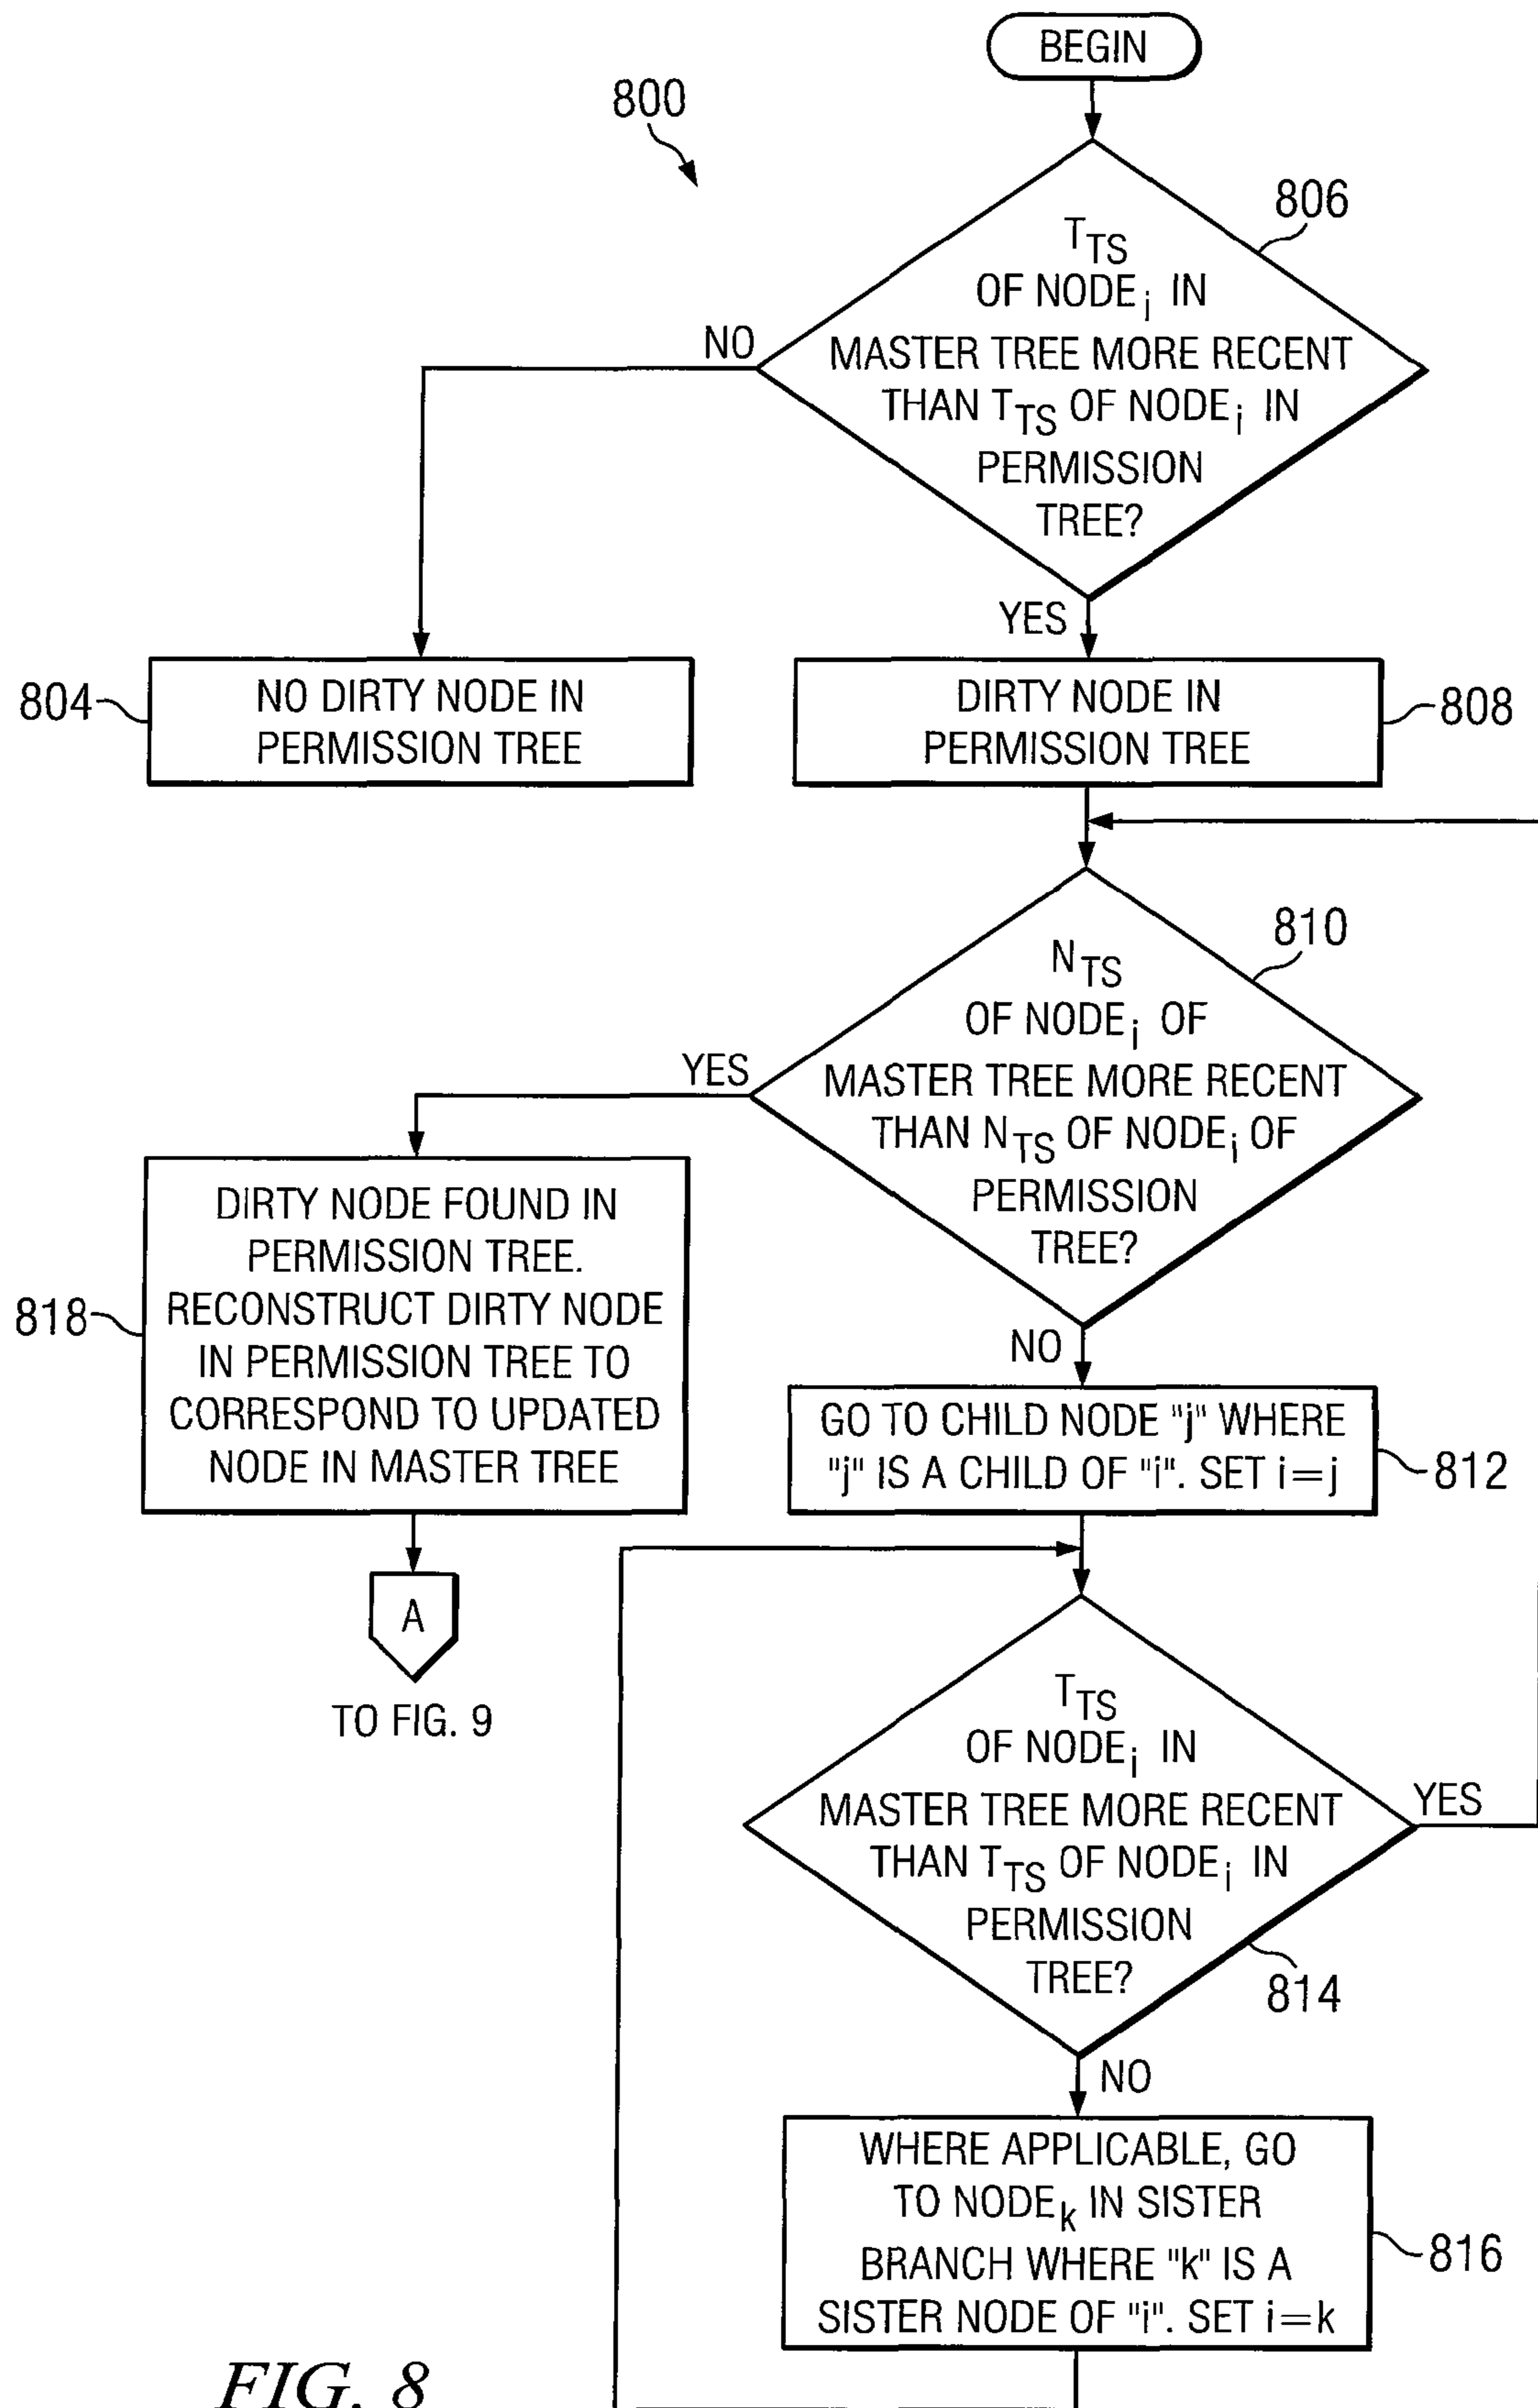 BEGIN
800
806
T_TS
OF NODE_i IN
MASTER TREE MORE RECENT
THAN T_TS OF NODE_i IN
PERMISSION
TREE?
NO
YES
804
NO DIRTY NODE IN
PERMISSION TREE
DIRTY NODE IN
PERMISSION TREE
808
810
N_TS
OF NODE_i OF
MASTER TREE MORE RECENT
THAN N_TS OF NODE_i OF
PERMISSION
TREE?
YES
NO
818
DIRTY NODE FOUND IN
PERMISSION TREE.
RECONSTRUCT DIRTY NODE
IN PERMISSION TREE TO
CORRESPOND TO UPDATED
NODE IN MASTER TREE
A
TO FIG. 9
GO TO CHILD NODE "j" WHERE
"j" IS A CHILD OF "i". SET i=j
812
T_TS
OF NODE_i IN
MASTER TREE MORE RECENT
THAN T_TS OF NODE_i IN
PERMISSION
TREE?
YES
814
NO
WHERE APPLICABLE, GO
TO NODE_k IN SISTER
BRANCH WHERE "k" IS A
SISTER NODE OF "i". SET i=k
816
FIG. 8